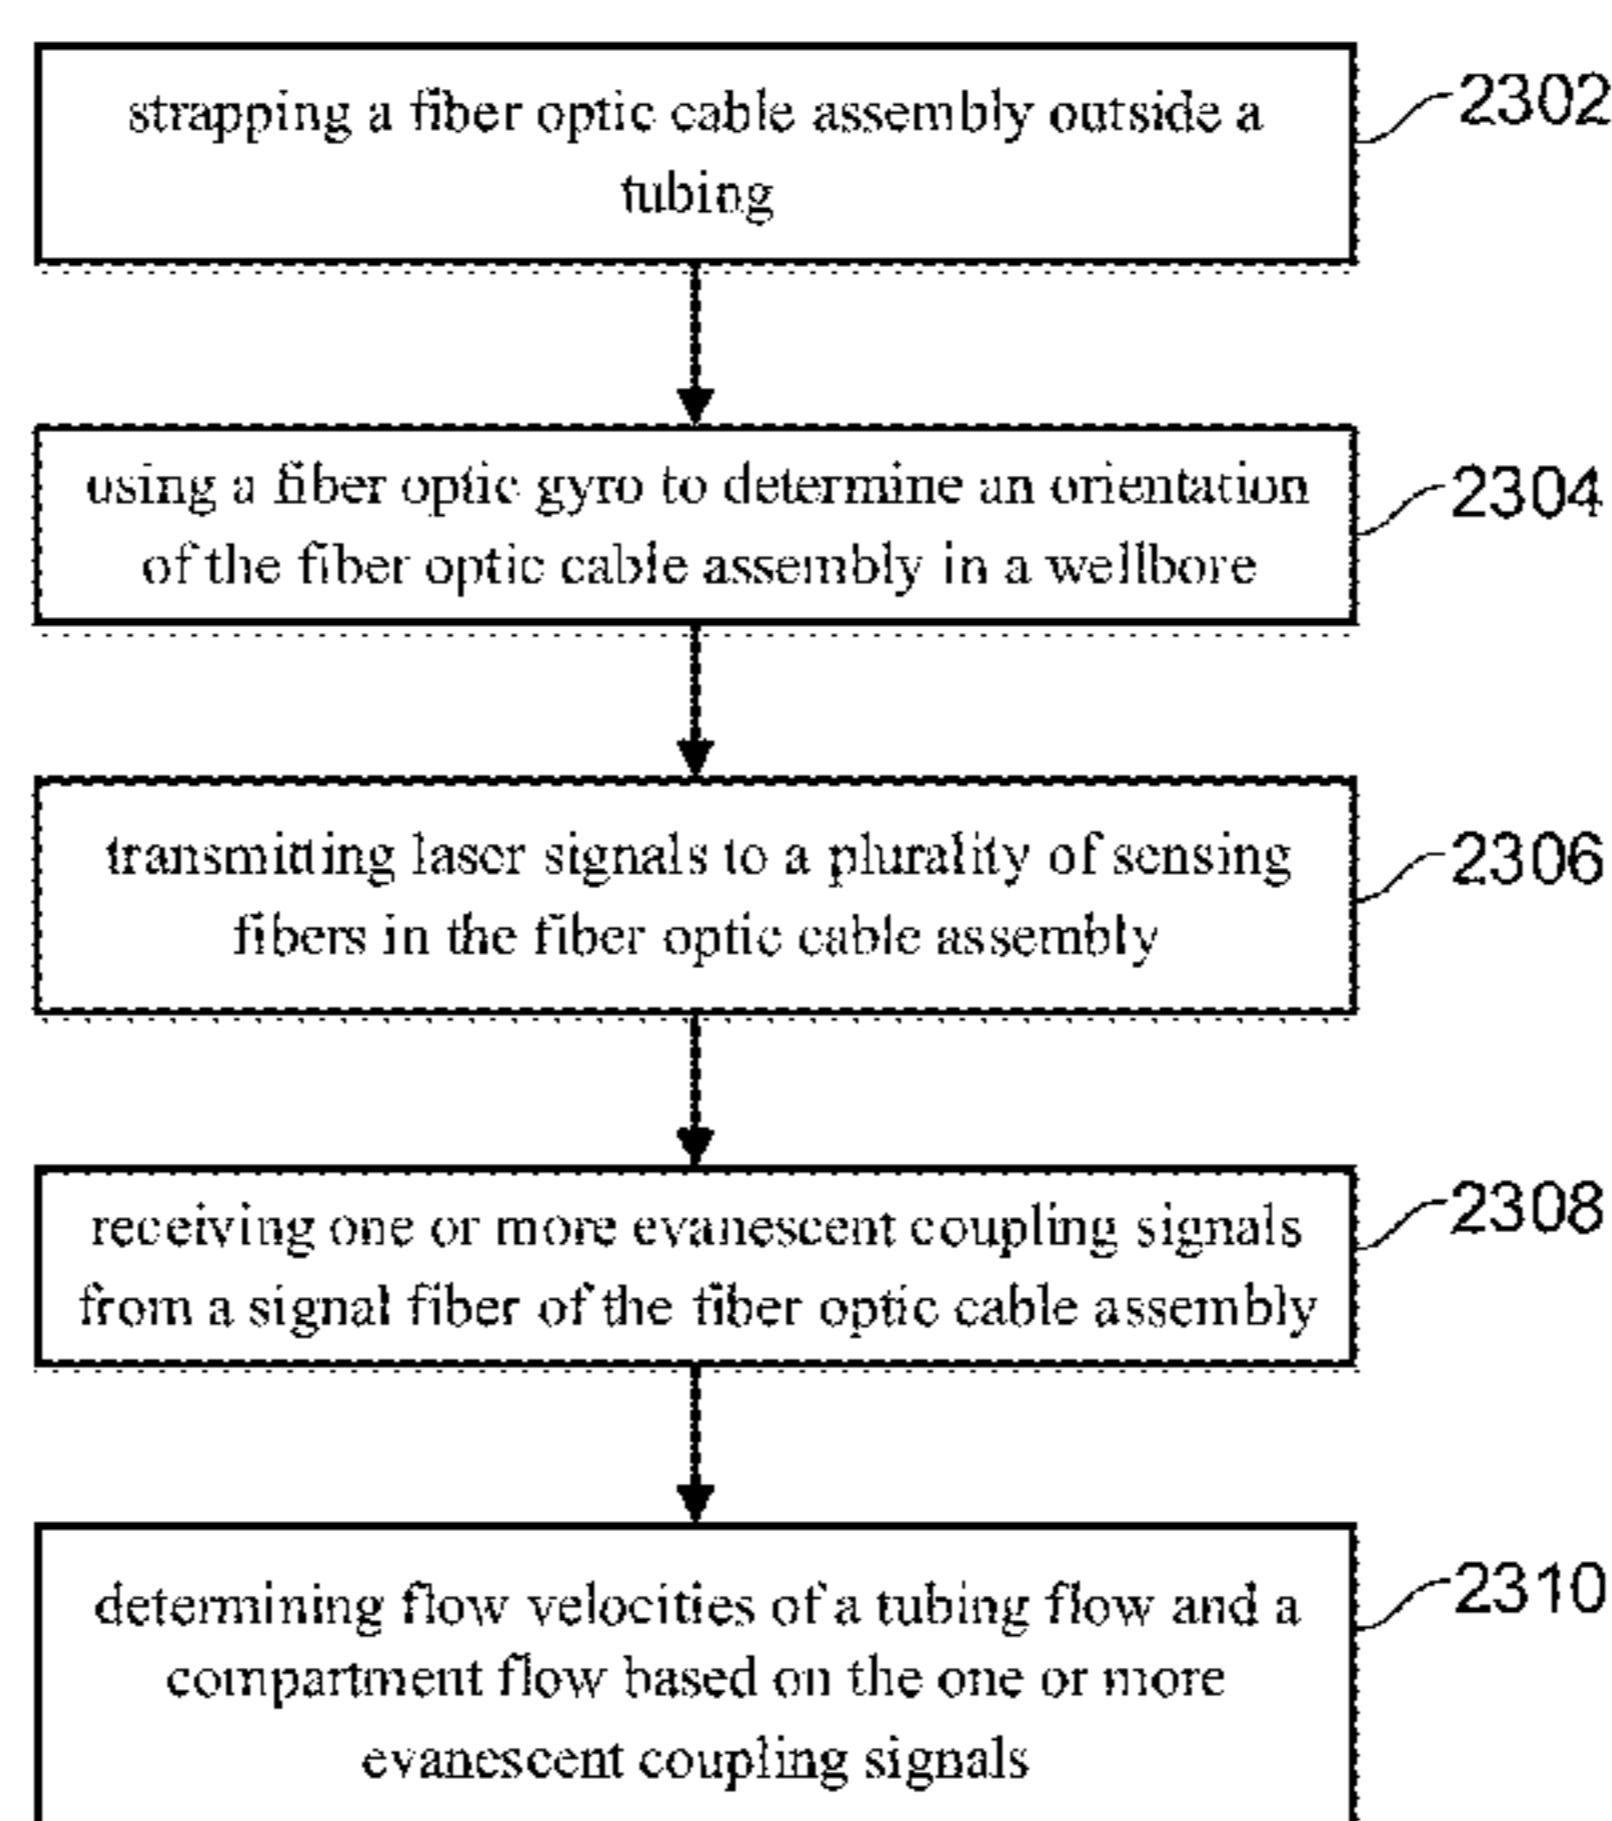 strapping a fiber optic cable assembly outside a
tubing
2302
using a fiber optic gyro to determine an orientation
of the fiber optic cable assembly in a wellbore
2304
transmitting laser signals to a plurality of sensing
fibers in the fiber optic cable assembly
2306
receiving one or more evanescent coupling signals
from a signal fiber of the fiber optic cable assembly
2308
determining flow velocities of a tubing flow and a
compartment flow based on the one or more
evanescent coupling signals
2310